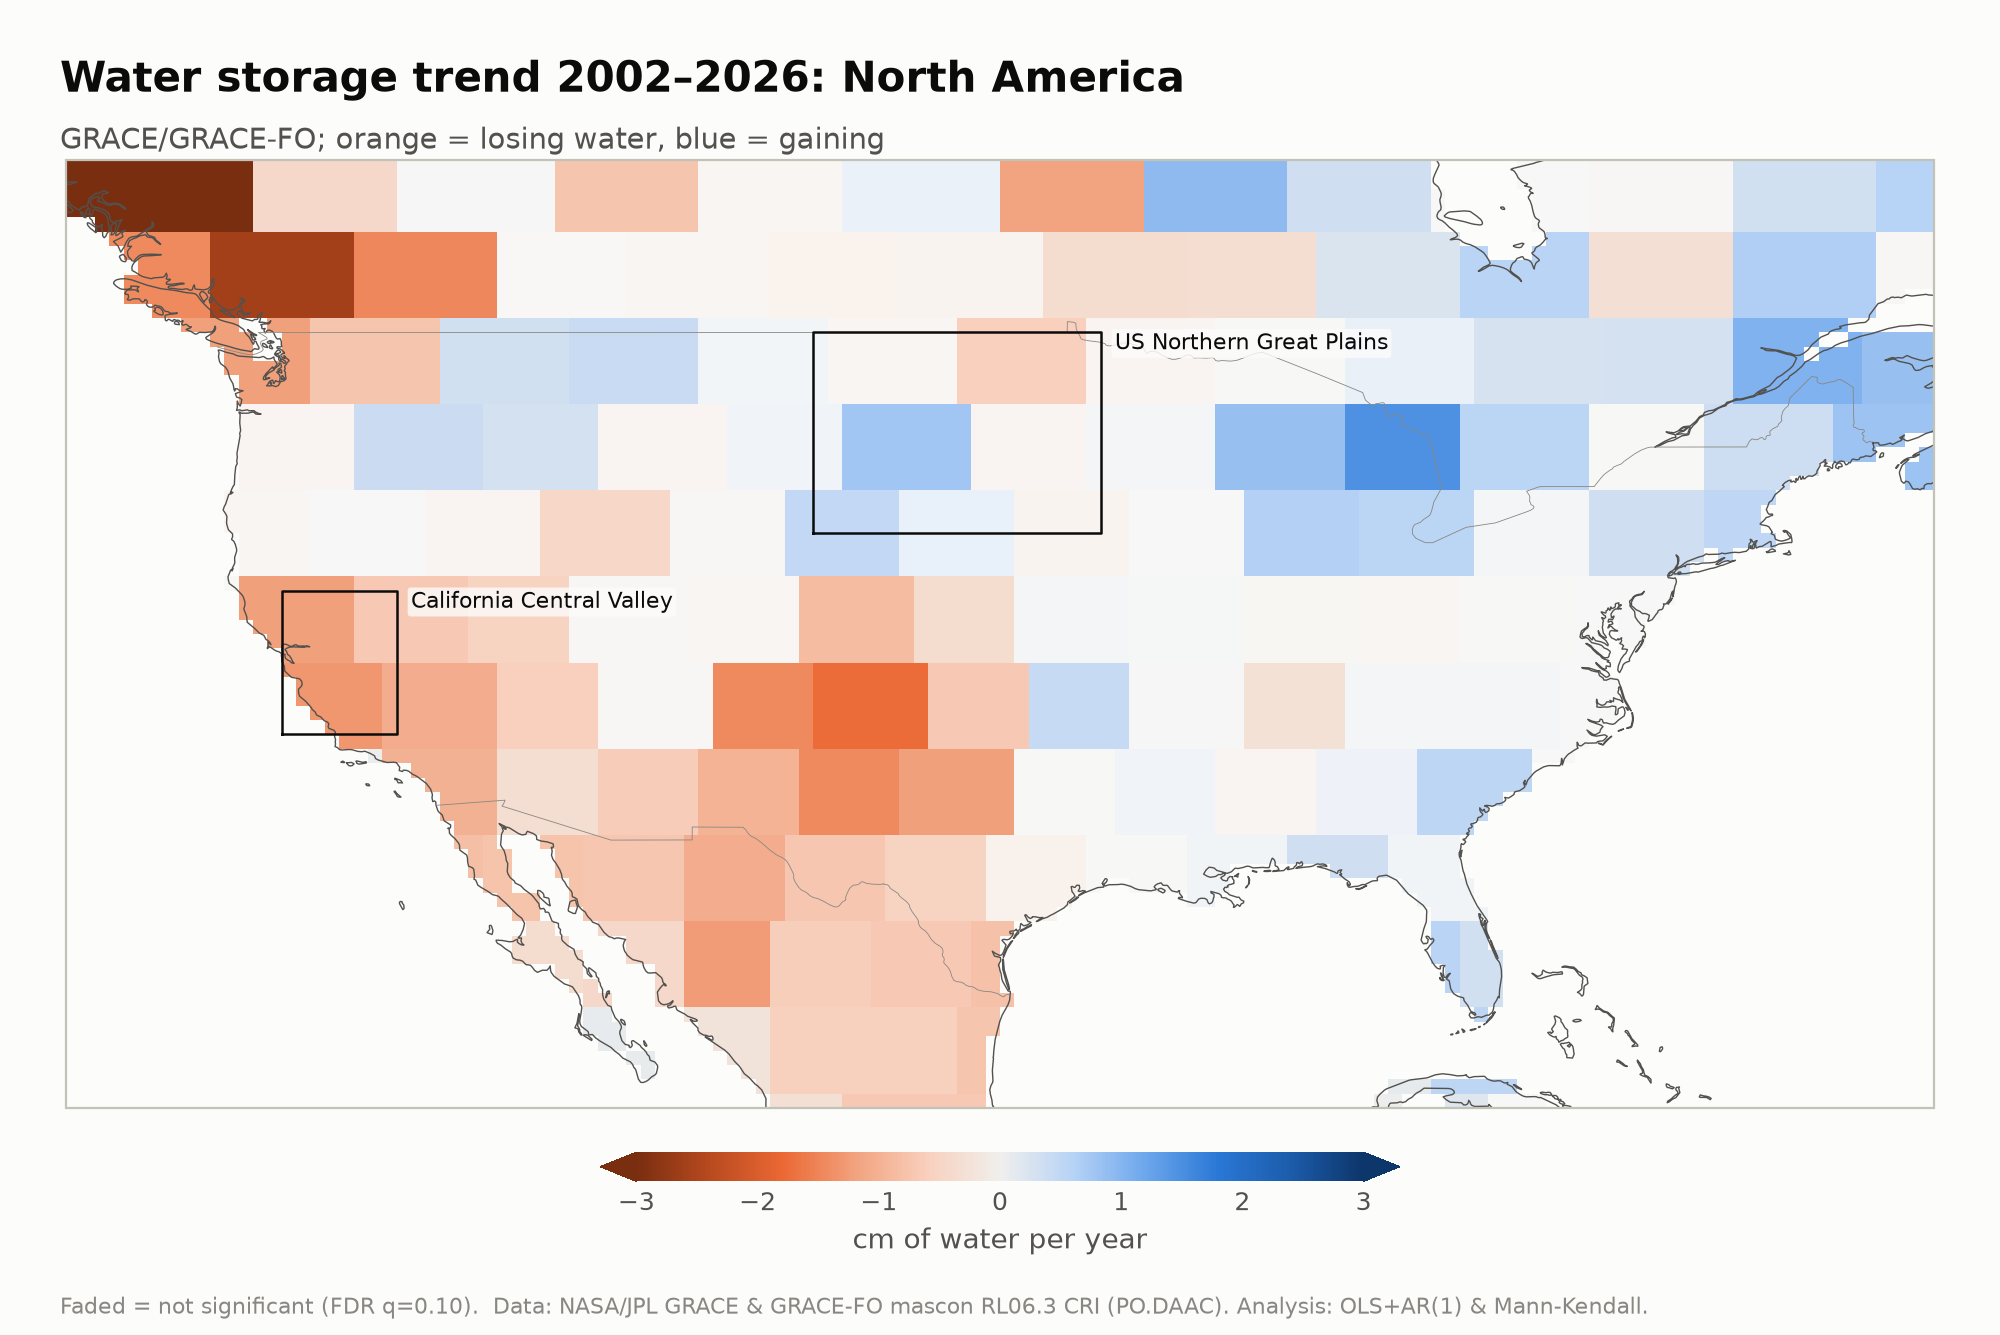 Water storage trend 2002–2026: North America
GRACE/GRACE-FO; orange = losing water, blue = gaining
US Northern Great Plains
California Central Valley
−3 −2 −1 0 1 2 3
cm of water per year
Faded = not significant (FDR q=0.10).  Data: NASA/JPL GRACE & GRACE-FO mascon RL06.3 CRI (PO.DAAC). Analysis: OLS+AR(1) & Mann-Kendall.